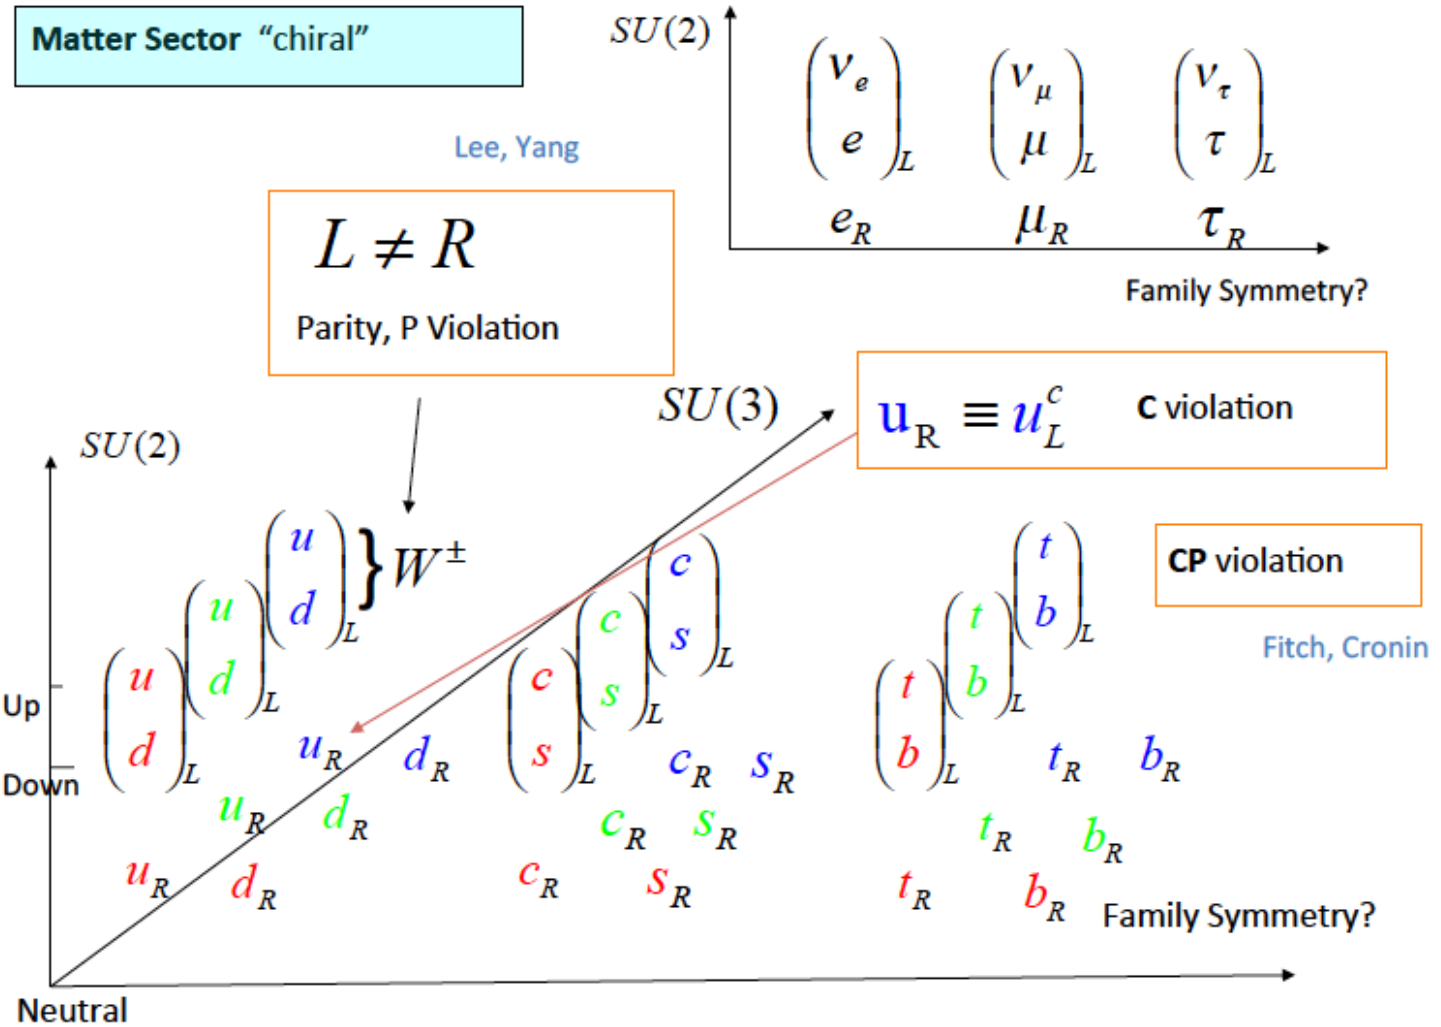 Matter Sector “chiral”
SU(2)
ν_e ν_μ ν_τ
e μ τ
L L L
e_R μ_R τ_R
Family Symmetry?
Lee, Yang
L ≠ R
Parity, P Violation
SU(3)
u_R ≡ u_L^c C violation
SU(2)
W^±
CP violation
Fitch, Cronin
u c t
d s b
L L L
u c t
d s b
L L L
u c t
d s b
L L L
Up
Down
u_R d_R c_R s_R t_R b_R
u_R d_R c_R s_R t_R b_R
u_R d_R c_R s_R t_R b_R
Family Symmetry?
Neutral